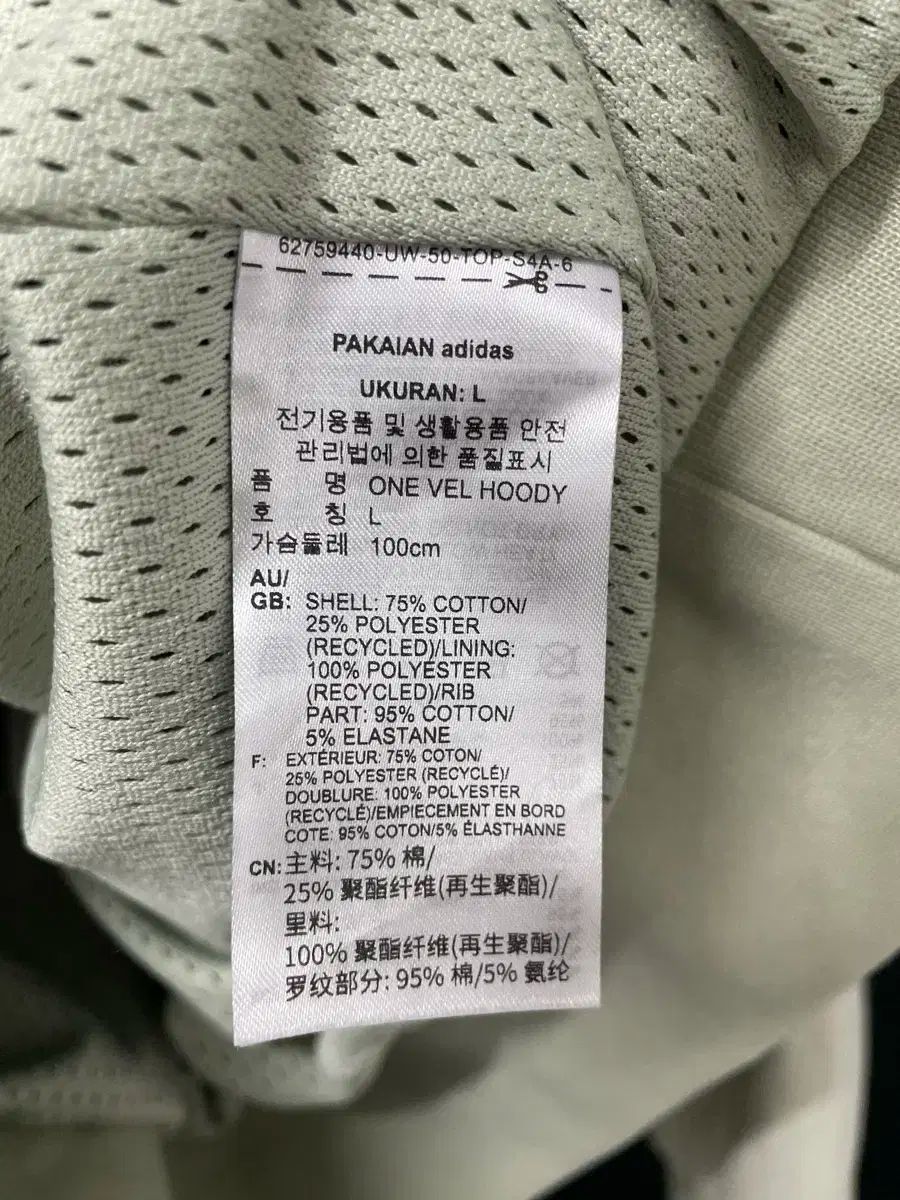 62759440-UW-50-TOP-S4A-6
PAKAIAN adidas
UKURAN: L
전기용품 및 생활용품 안전
관리법에 의한 품질표시
품 명 ONE VEL HOODY
호 칭 L
가슴둘레 100cm
AU/
GB: SHELL: 75% COTTON/
25% POLYESTER
(RECYCLED)/LINING:
100% POLYESTER
(RECYCLED)/RIB
PART: 95% COTTON/
5% ELASTANE
F: EXTÉRIEUR: 75% COTON/
25% POLYESTER (RECYCLÉ)/
DOUBLURE: 100% POLYESTER
(RECYCLÉ)/EMPIECEMENT EN BORD
COTE: 95% COTON/5% ÉLASTHANNE
CN: 主料: 75% 棉/
25% 聚酯纤维(再生聚酯)/
里料:
100% 聚酯纤维(再生聚酯)/
罗纹部分: 95% 棉/5% 氨纶